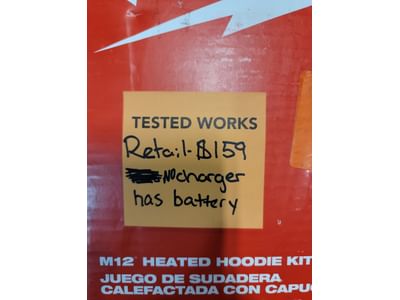 TESTED WORKS
Retail-$159
NO charger
has battery
M12 HEATED HOODIE KIT
JUEGO DE SUDADERA
CALEFACTADA CON CAPUC